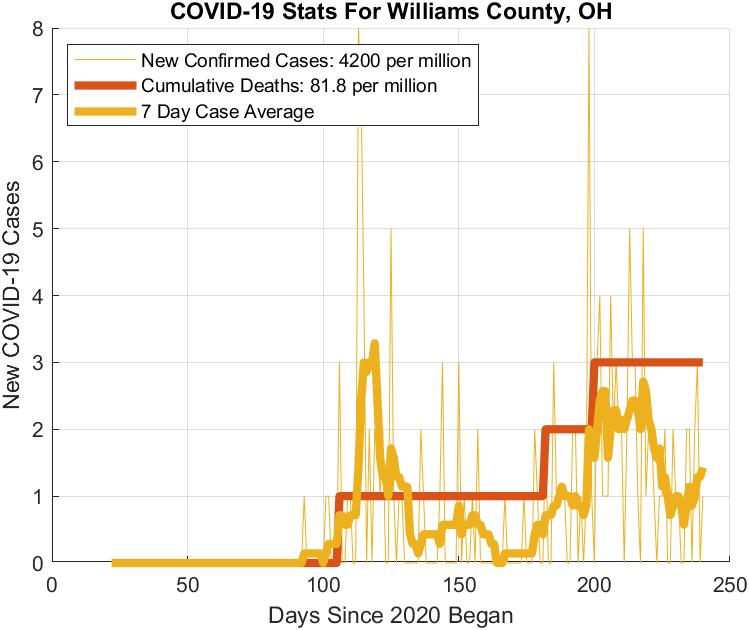 COVID-19 Stats For Williams County, OH
New Confirmed Cases: 4200 per million
Cumulative Deaths: 81.8 per million
7 Day Case Average
New COVID-19 Cases
8
7
6
5
4
3
2
1
0
0 50 100 150 200 250
Days Since 2020 Began